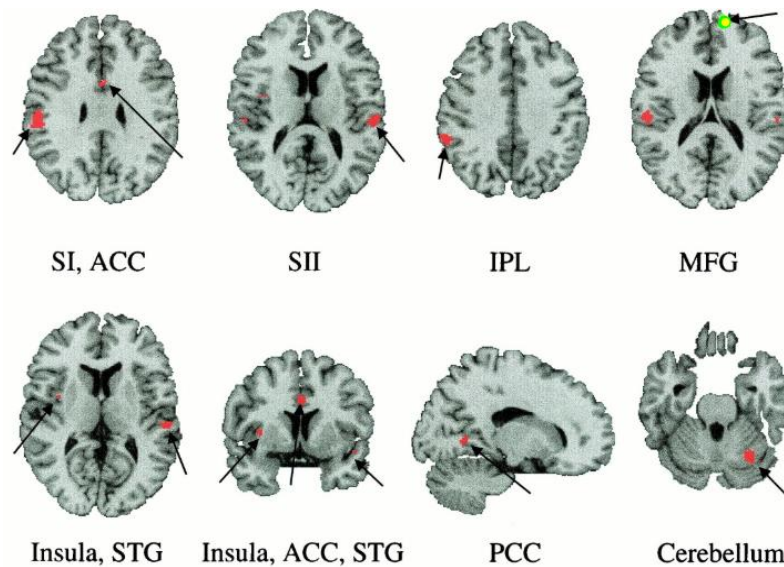 SI, ACC
SII
IPL
MFG
Insula, STG
Insula, ACC, STG
PCC
Cerebellum